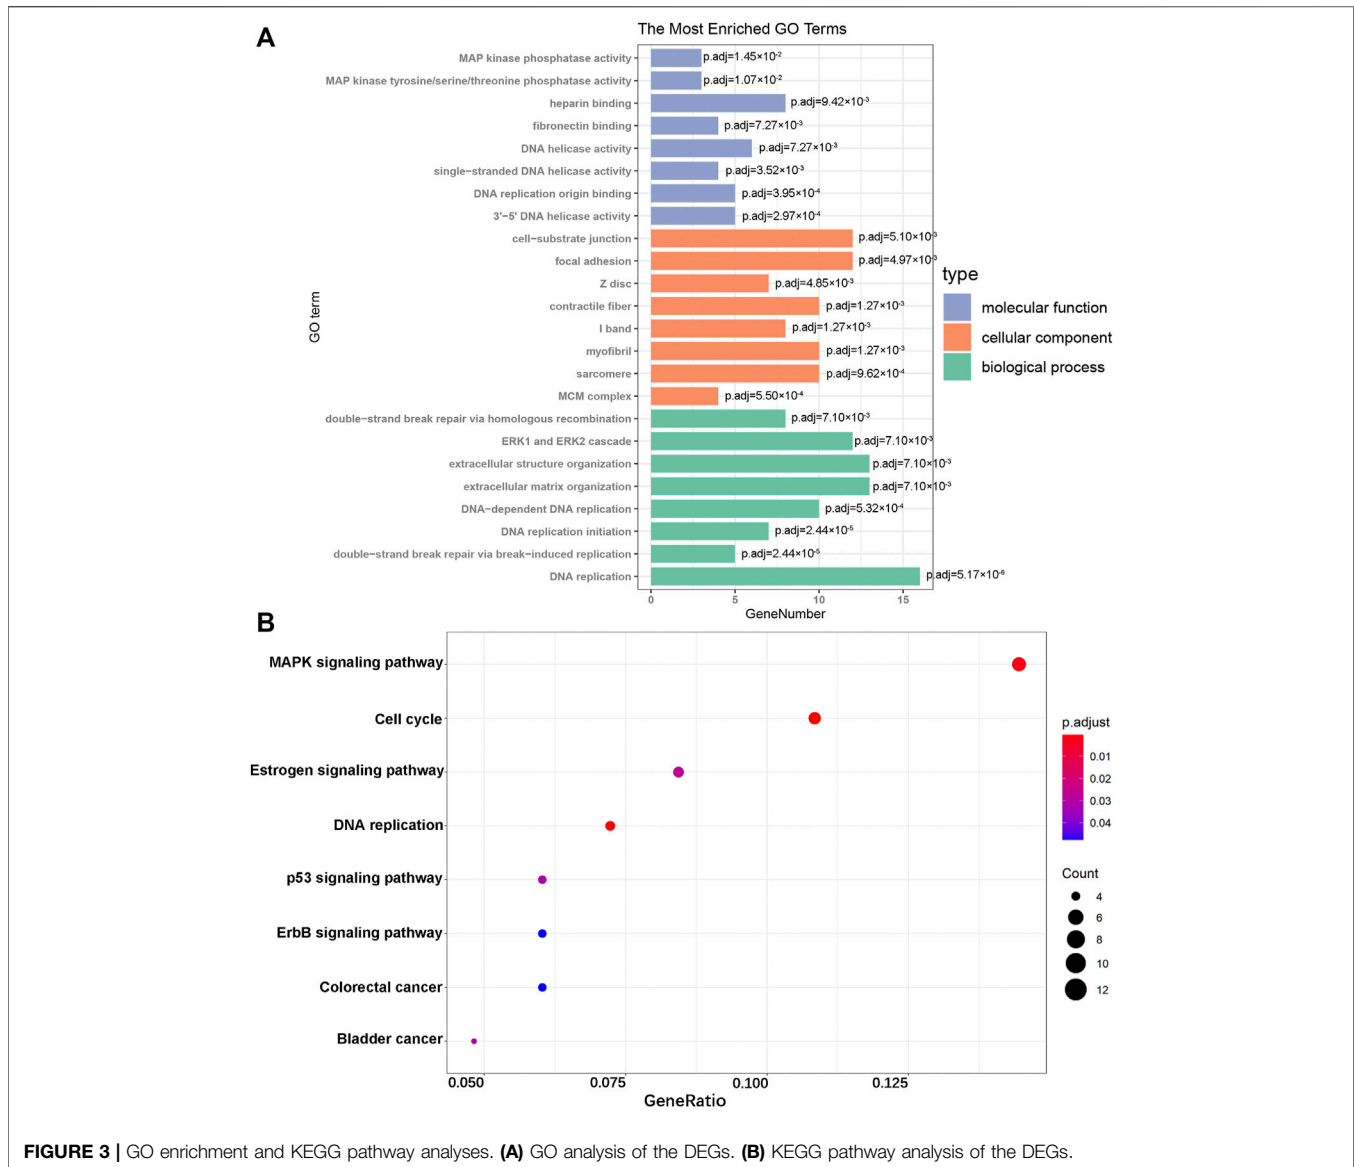 A
The Most Enriched GO Terms
MAP kinase phosphatase activity p.adj=1.45×10⁻²
MAP kinase tyrosine/serine/threonine phosphatase activity p.adj=1.07×10⁻²
heparin binding p.adj=9.42×10⁻³
fibronectin binding p.adj=7.27×10⁻³
DNA helicase activity p.adj=7.27×10⁻³
single−stranded DNA helicase activity p.adj=3.52×10⁻³
DNA replication origin binding p.adj=3.95×10⁻⁴
3'−5' DNA helicase activity p.adj=2.97×10⁻⁴
cell−substrate junction p.adj=5.10×10⁻³
focal adhesion p.adj=4.97×10⁻³
Z disc p.adj=4.85×10⁻³
contractile fiber p.adj=1.27×10⁻³
I band p.adj=1.27×10⁻³
myofibril p.adj=1.27×10⁻³
sarcomere p.adj=9.62×10⁻⁴
MCM complex p.adj=5.50×10⁻⁴
double−strand break repair via homologous recombination p.adj=7.10×10⁻³
ERK1 and ERK2 cascade p.adj=7.10×10⁻³
extracellular structure organization p.adj=7.10×10⁻³
extracellular matrix organization p.adj=7.10×10⁻³
DNA−dependent DNA replication p.adj=5.32×10⁻⁴
DNA replication initiation p.adj=2.44×10⁻⁵
double−strand break repair via break−induced replication p.adj=2.44×10⁻⁵
DNA replication p.adj=5.17×10⁻⁶
GO term
0 5 10 15
GeneNumber
type
molecular function
cellular component
biological process
B
MAPK signaling pathway
Cell cycle
Estrogen signaling pathway
DNA replication
p53 signaling pathway
ErbB signaling pathway
Colorectal cancer
Bladder cancer
0.050 0.075 0.100 0.125
GeneRatio
p.adjust
0.01
0.02
0.03
0.04
Count
4
6
8
10
12
FIGURE 3 | GO enrichment and KEGG pathway analyses. (A) GO analysis of the DEGs. (B) KEGG pathway analysis of the DEGs.